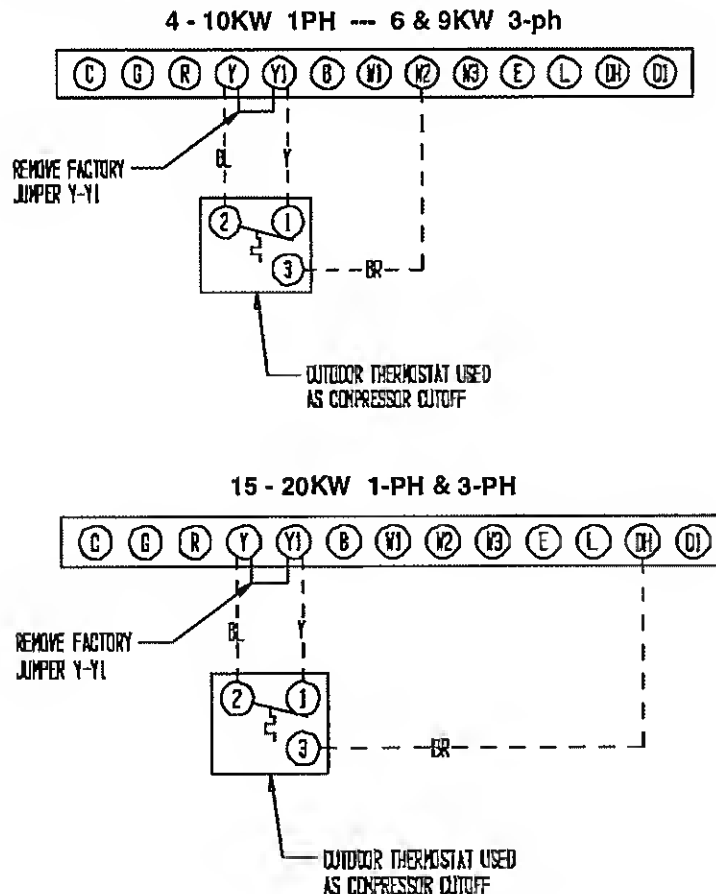 4 - 10KW 1PH --- 6 & 9KW 3-ph
C G R Y Y1 B W1 W2 W3 E L DH D1
REMOVE FACTORY
JUMPER Y-Y1
BL Y
2 1
3 BR
OUTDOOR THERMOSTAT USED
AS COMPRESSOR CUTOFF
15 - 20KW 1-PH & 3-PH
C G R Y Y1 B W1 W2 W3 E L DH D1
REMOVE FACTORY
JUMPER Y-Y1
BL Y
2 1
3 BR
OUTDOOR THERMOSTAT USED
AS COMPRESSOR CUTOFF